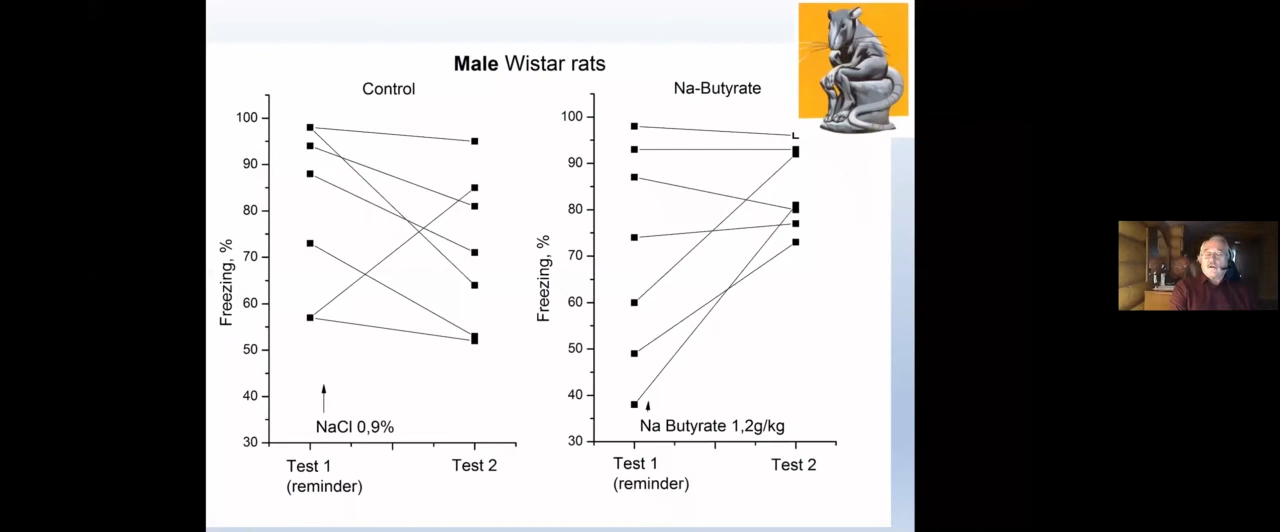 Male Wistar rats
Control
100
90
80
70
60
50
40
30
Freezing, %
NaCl 0,9%
Test 1
(reminder)
Test 2
Na-Butyrate
100
90
80
70
60
50
40
30
Freezing, %
Na Butyrate 1,2g/kg
Test 1
(reminder)
Test 2